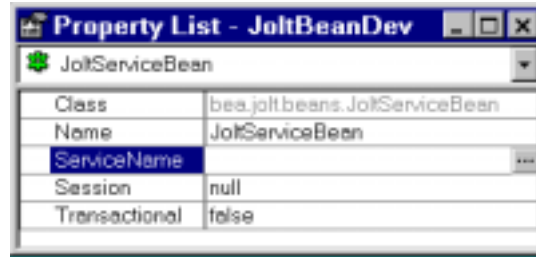 Property List - JoltBeanDev
JoltServiceBean
Class bea.jolt.beans.JoltServiceBean
Name JoltServiceBean
ServiceName ...
Session null
Transactional false